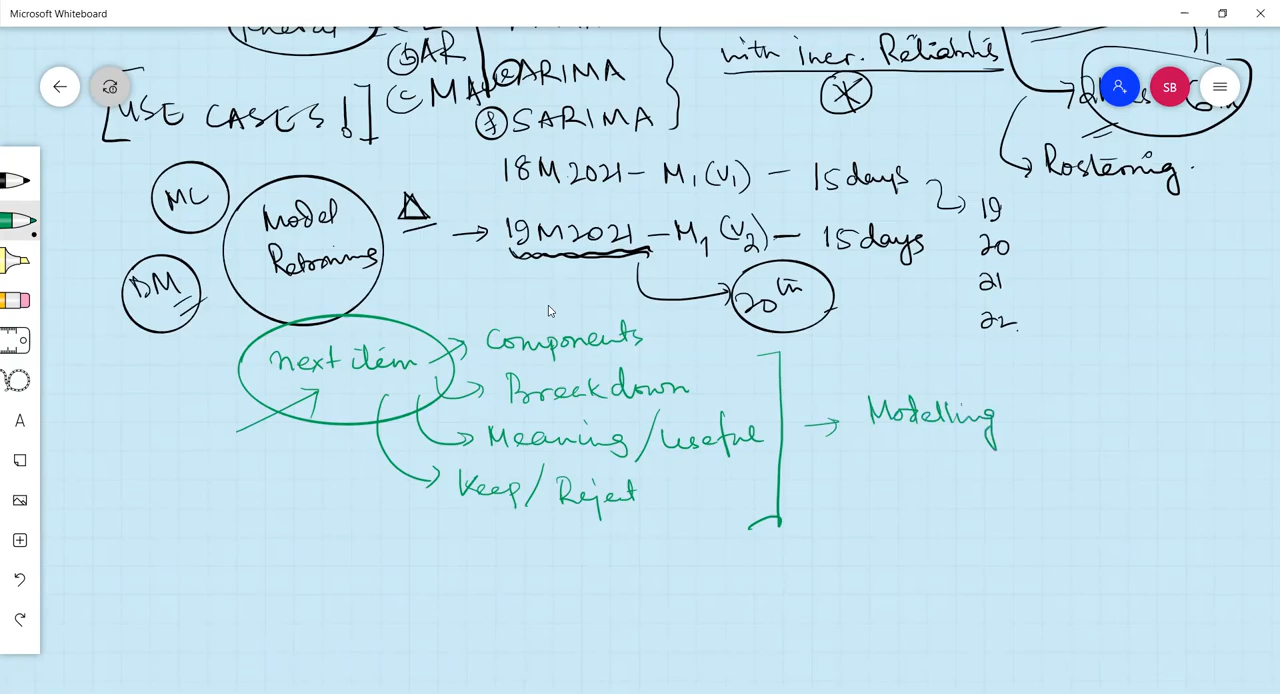 Microsoft Whiteboard
b AR
c MA
e ARIMA
f SARIMA
[USE CASES!]
with incr. Reliabilities
SB
Rostering.
MC
Model
Retraining
DM
18M2021 - M1 (V1) - 15 days
19M2021 - M1 (V2) - 15 days
20th
19
20
21
22.
next item
Components
Breakdown
Meaning/Useful
Keep/Reject
Modelling
A